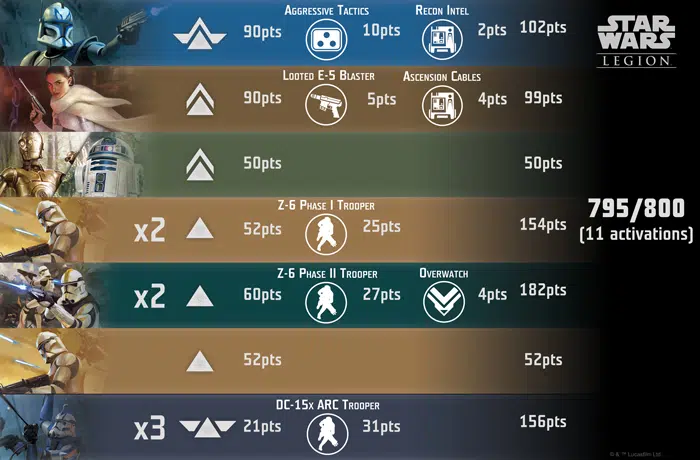 Aggressive Tactics Recon Intel
90pts 10pts 2pts 102pts
STAR WARS
LEGION
Looted E-5 Blaster Ascension Cables
90pts 5pts 4pts 99pts
50pts 50pts
Z-6 Phase I Trooper
x2 52pts 25pts 154pts
795/800
(11 activations)
Z-6 Phase II Trooper Overwatch
x2 60pts 27pts 4pts 182pts
52pts 52pts
DC-15x ARC Trooper
x3 21pts 31pts 156pts
© & ™ Lucasfilm Ltd.